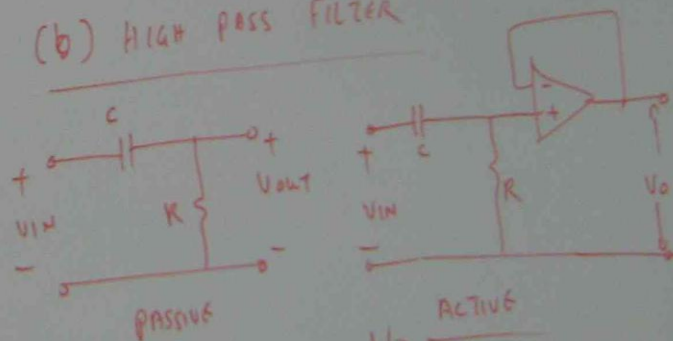 (b) HIGH PASS FILTER
C
+ VIN -
R
+ VOUT -
PASSIVE
+ VIN -
C
R
- +
Vo
ACTIVE